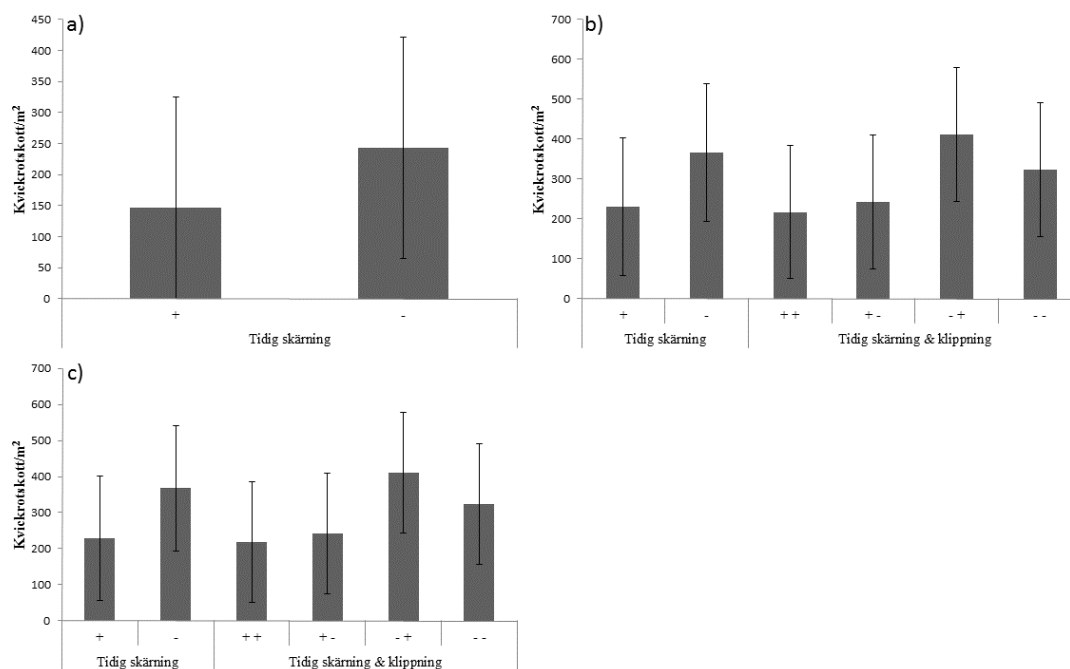 a)
Kvickrotskott/m²
450
400
350
300
250
200
150
100
50
0
+ -
Tidig skärning
b)
Kvickrotskott/m²
700
600
500
400
300
200
100
0
+ - + + + - - + - -
Tidig skärning Tidig skärning & klippning
c)
Kvickrotskott/m²
700
600
500
400
300
200
100
0
+ - + + + - - + - -
Tidig skärning Tidig skärning & klippning